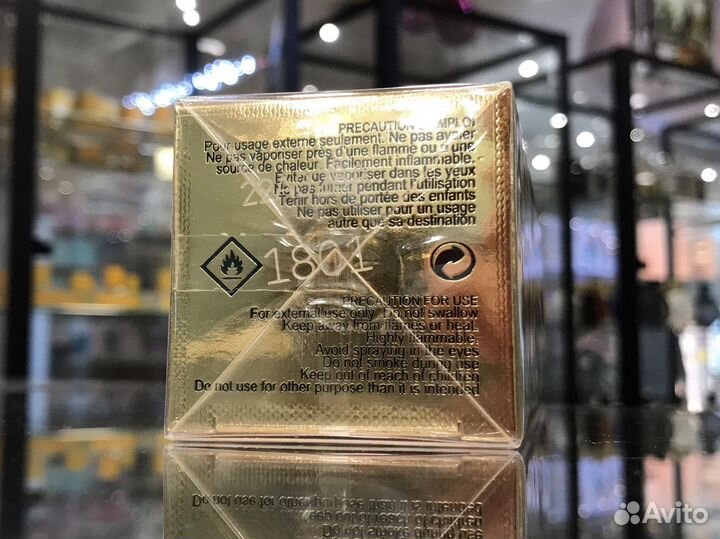 PRECAUTION D'EMPLOI
Pour usage externe seulement. Ne pas avaler
Ne pas vaporiser près d'une flamme ou d'une
source de chaleur. Facilement inflammable.
Eviter de vaporiser dans les yeux
Ne pas fumer pendant l'utilisation
Tenir hors de portée des enfants
Ne pas utiliser pour un usage
autre que sa destination
1801
PRECAUTION FOR USE
For external use only. Do not swallow
Keep away from flames or heat.
Highly flammable.
Avoid spraying in the eyes
Do not smoke during use
Keep out of reach of children
Do not use for other purpose than it is intended
Avito